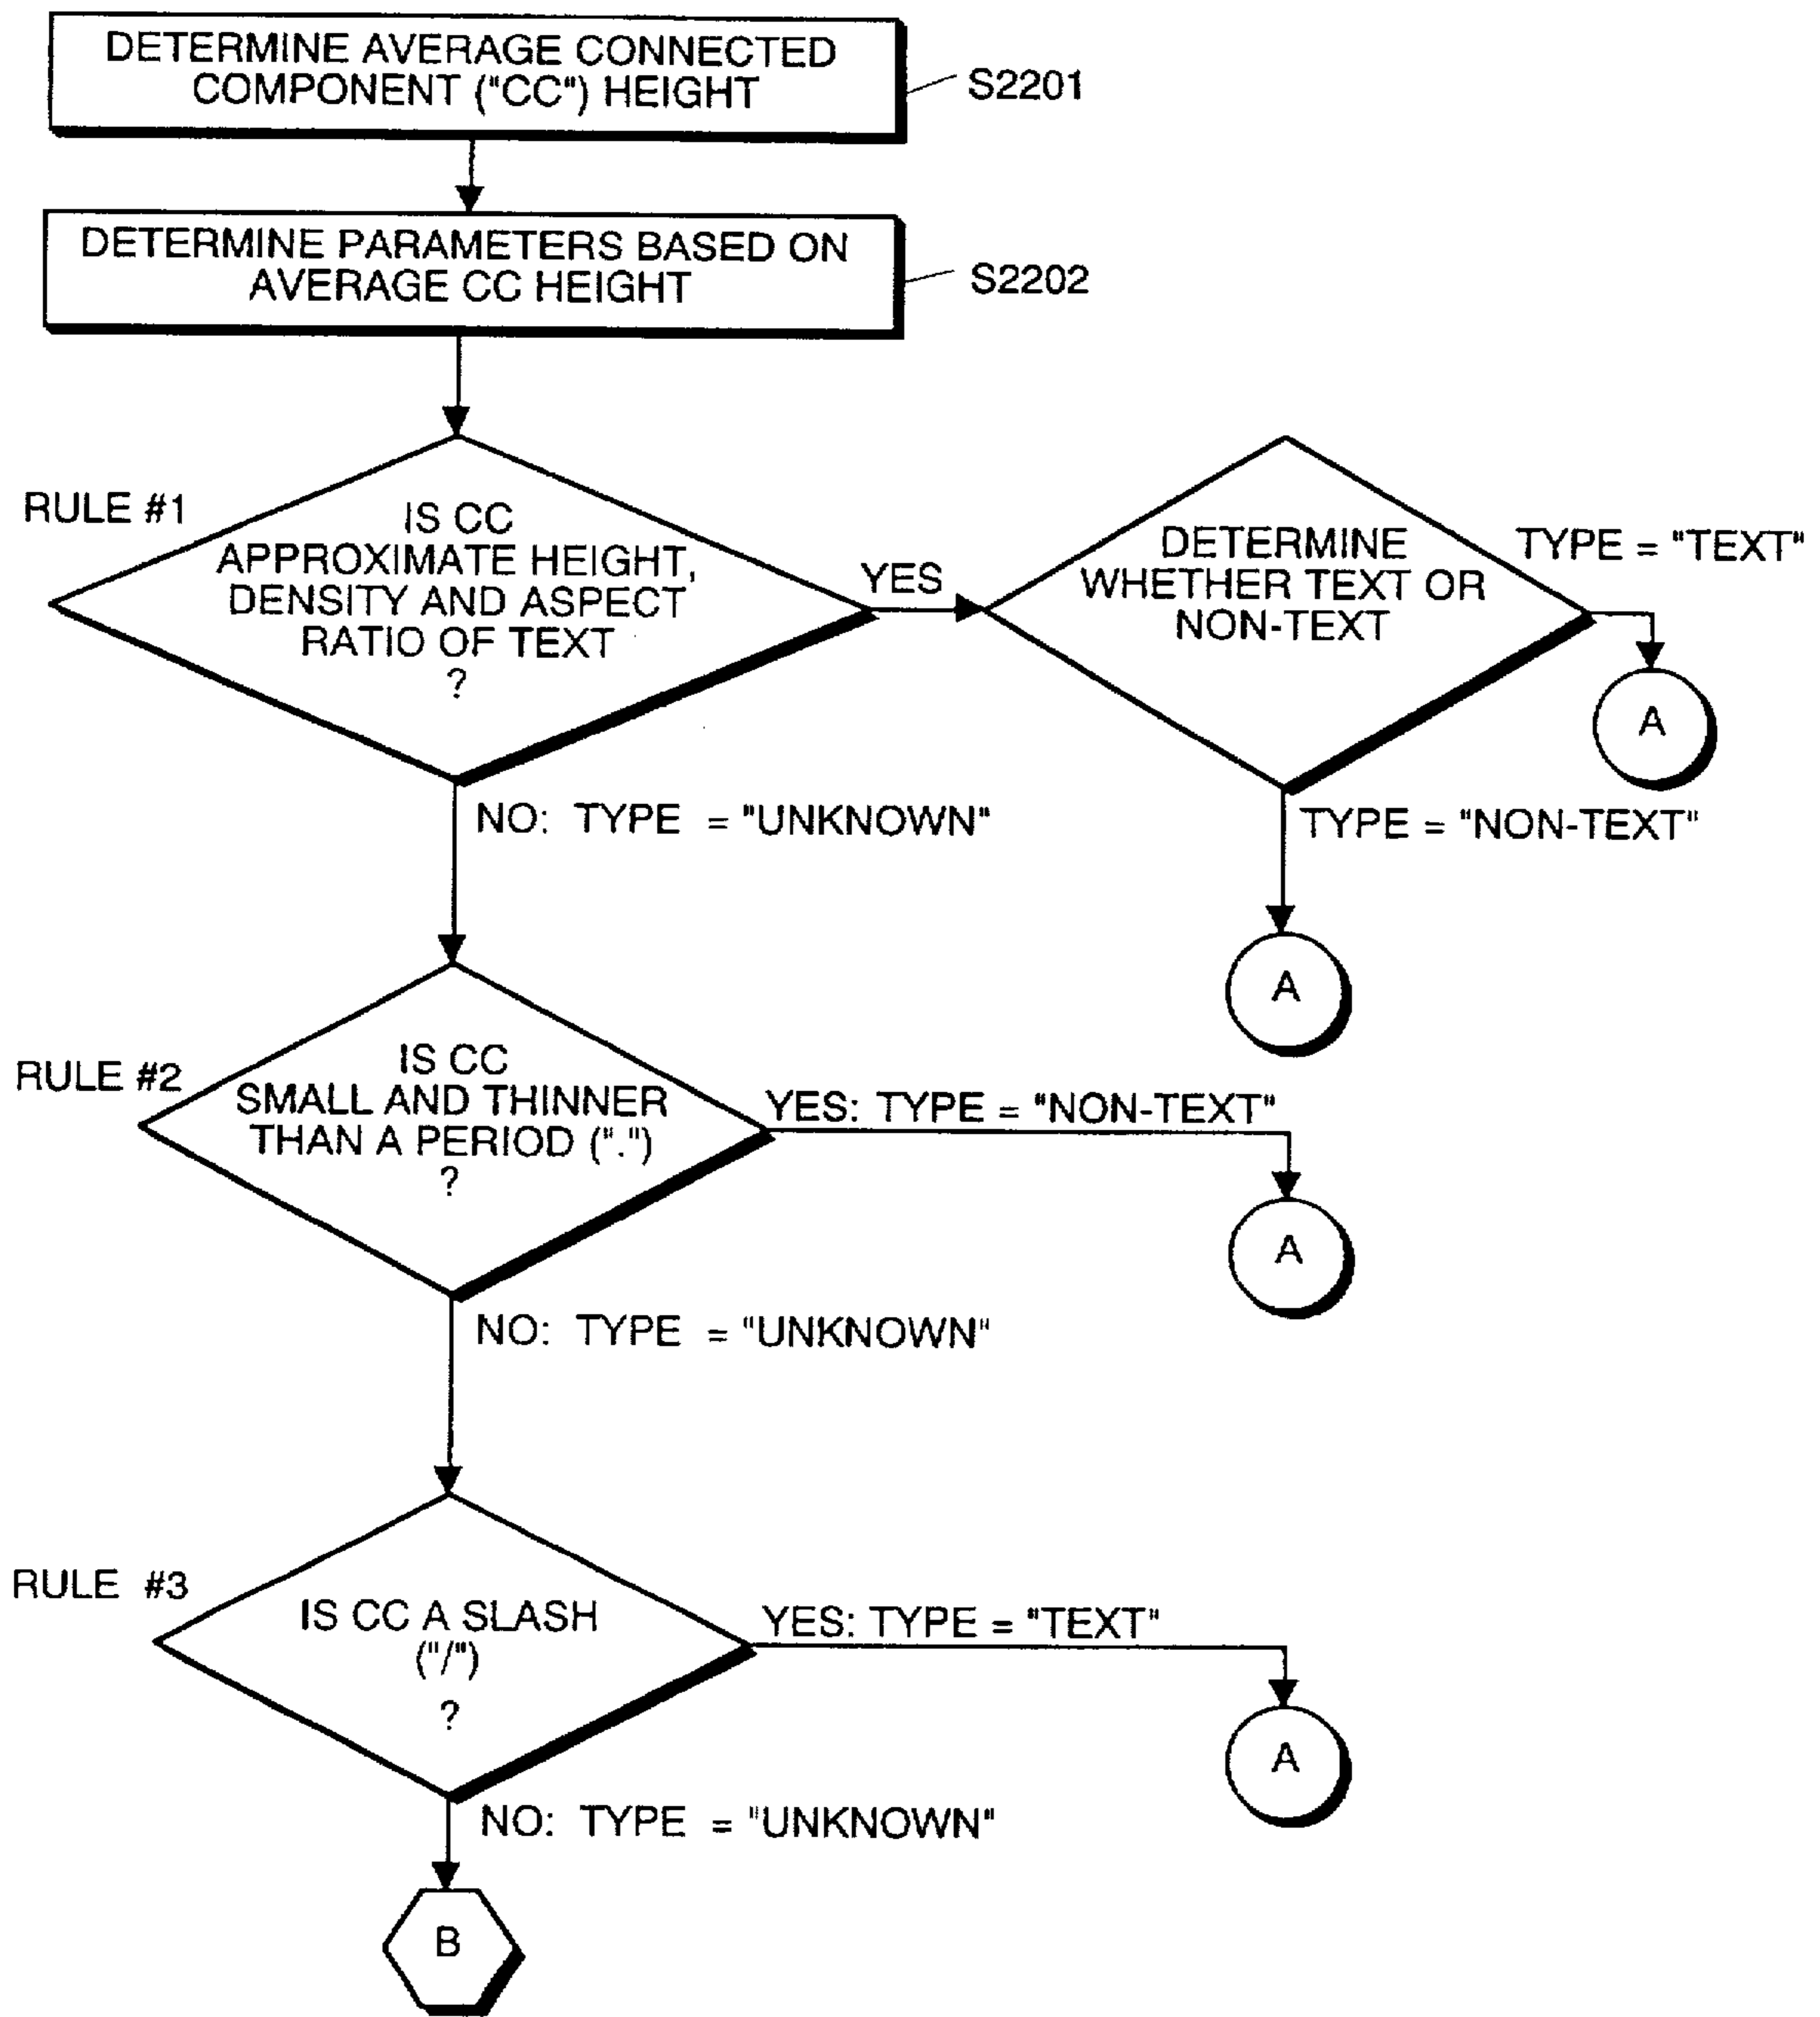 DETERMINE AVERAGE CONNECTED
COMPONENT ("CC") HEIGHT
S2201
DETERMINE PARAMETERS BASED ON
AVERAGE CC HEIGHT
S2202
RULE #1
IS CC
APPROXIMATE HEIGHT,
DENSITY AND ASPECT
RATIO OF TEXT
?
YES
DETERMINE
WHETHER TEXT OR
NON-TEXT
TYPE = "TEXT"
A
NO: TYPE = "UNKNOWN"
TYPE = "NON-TEXT"
A
RULE #2
IS CC
SMALL AND THINNER
THAN A PERIOD (".")
?
YES: TYPE = "NON-TEXT"
A
NO: TYPE = "UNKNOWN"
RULE #3
IS CC A SLASH
("/")
?
YES: TYPE = "TEXT"
A
NO: TYPE = "UNKNOWN"
B